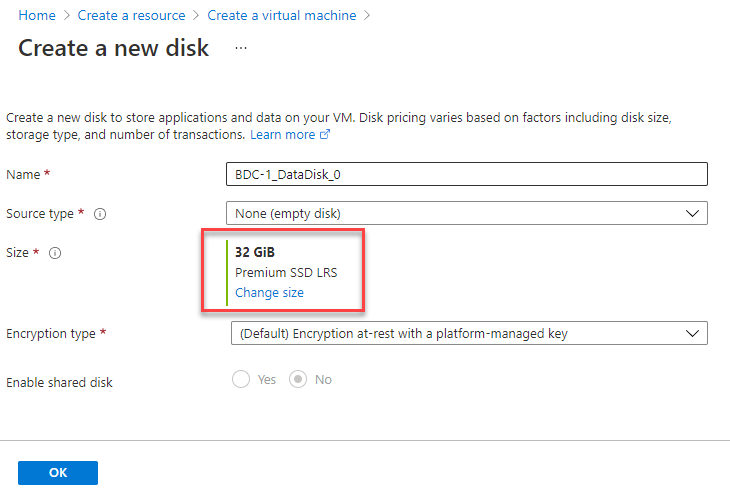 Home > Create a resource > Create a virtual machine >
Create a new disk ...
Create a new disk to store applications and data on your VM. Disk pricing varies based on factors including disk size,
storage type, and number of transactions. Learn more
Name *
BDC-1_DataDisk_0
Source type *
None (empty disk)
Size *
32 GiB
Premium SSD LRS
Change size
Encryption type *
(Default) Encryption at-rest with a platform-managed key
Enable shared disk
Yes No
OK